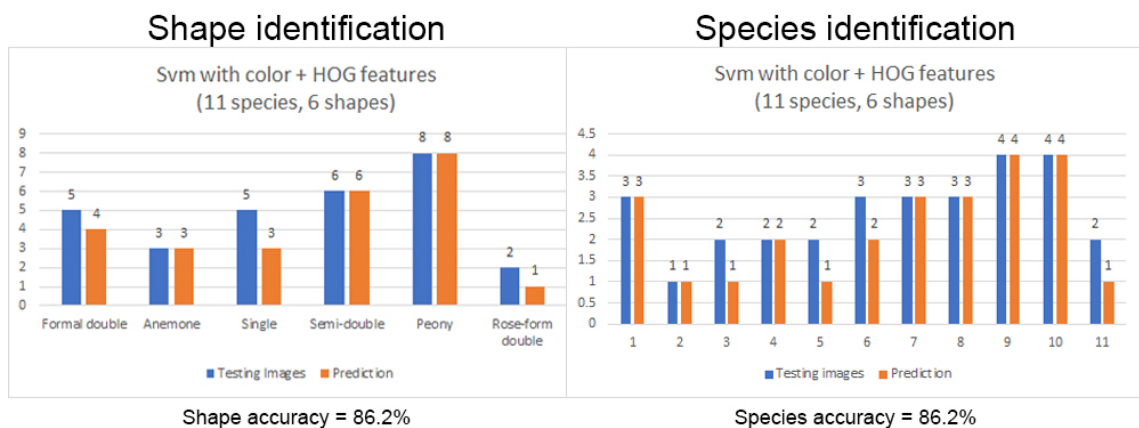 Shape identification
Svm with color + HOG features
(11 species, 6 shapes)
9
8
7
6
5
4
3
2
1
0
5 4 3 3 5 3 6 6 8 8 2 1
Formal double Anemone Single Semi-double Peony Rose-form
double
Testing Images Prediction
Shape accuracy = 86.2%
Species identification
Svm with color + HOG features
(11 species, 6 shapes)
4.5
4
3.5
3
2.5
2
1.5
1
0.5
0
3 3 1 1 2 1 2 2 2 1 3 2 3 3 3 3 4 4 4 4 2 1
1 2 3 4 5 6 7 8 9 10 11
Testing images Prediction
Species accuracy = 86.2%